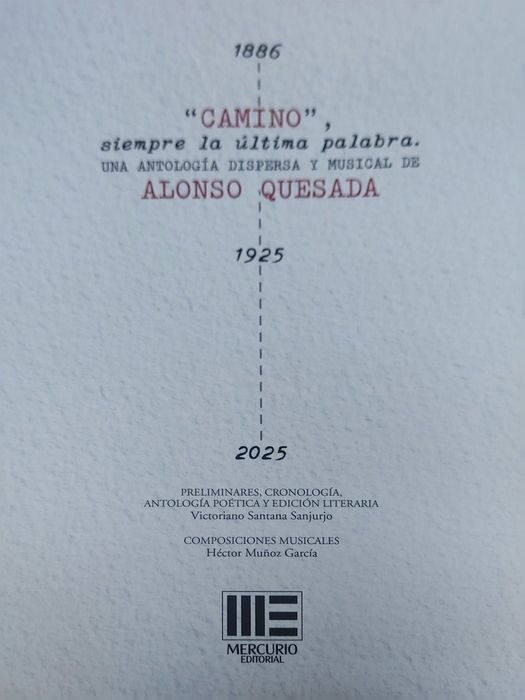 1886
“CAMINO”,
siempre la última palabra.
UNA ANTOLOGÍA DISPERSA Y MUSICAL DE
ALONSO QUESADA
1925
2025
PRELIMINARES, CRONOLOGÍA,
ANTOLOGÍA POÉTICA Y EDICIÓN LITERARIA
Victoriano Santana Sanjurjo
COMPOSICIONES MUSICALES
Héctor Muñoz García
ME
MERCURIO
EDITORIAL